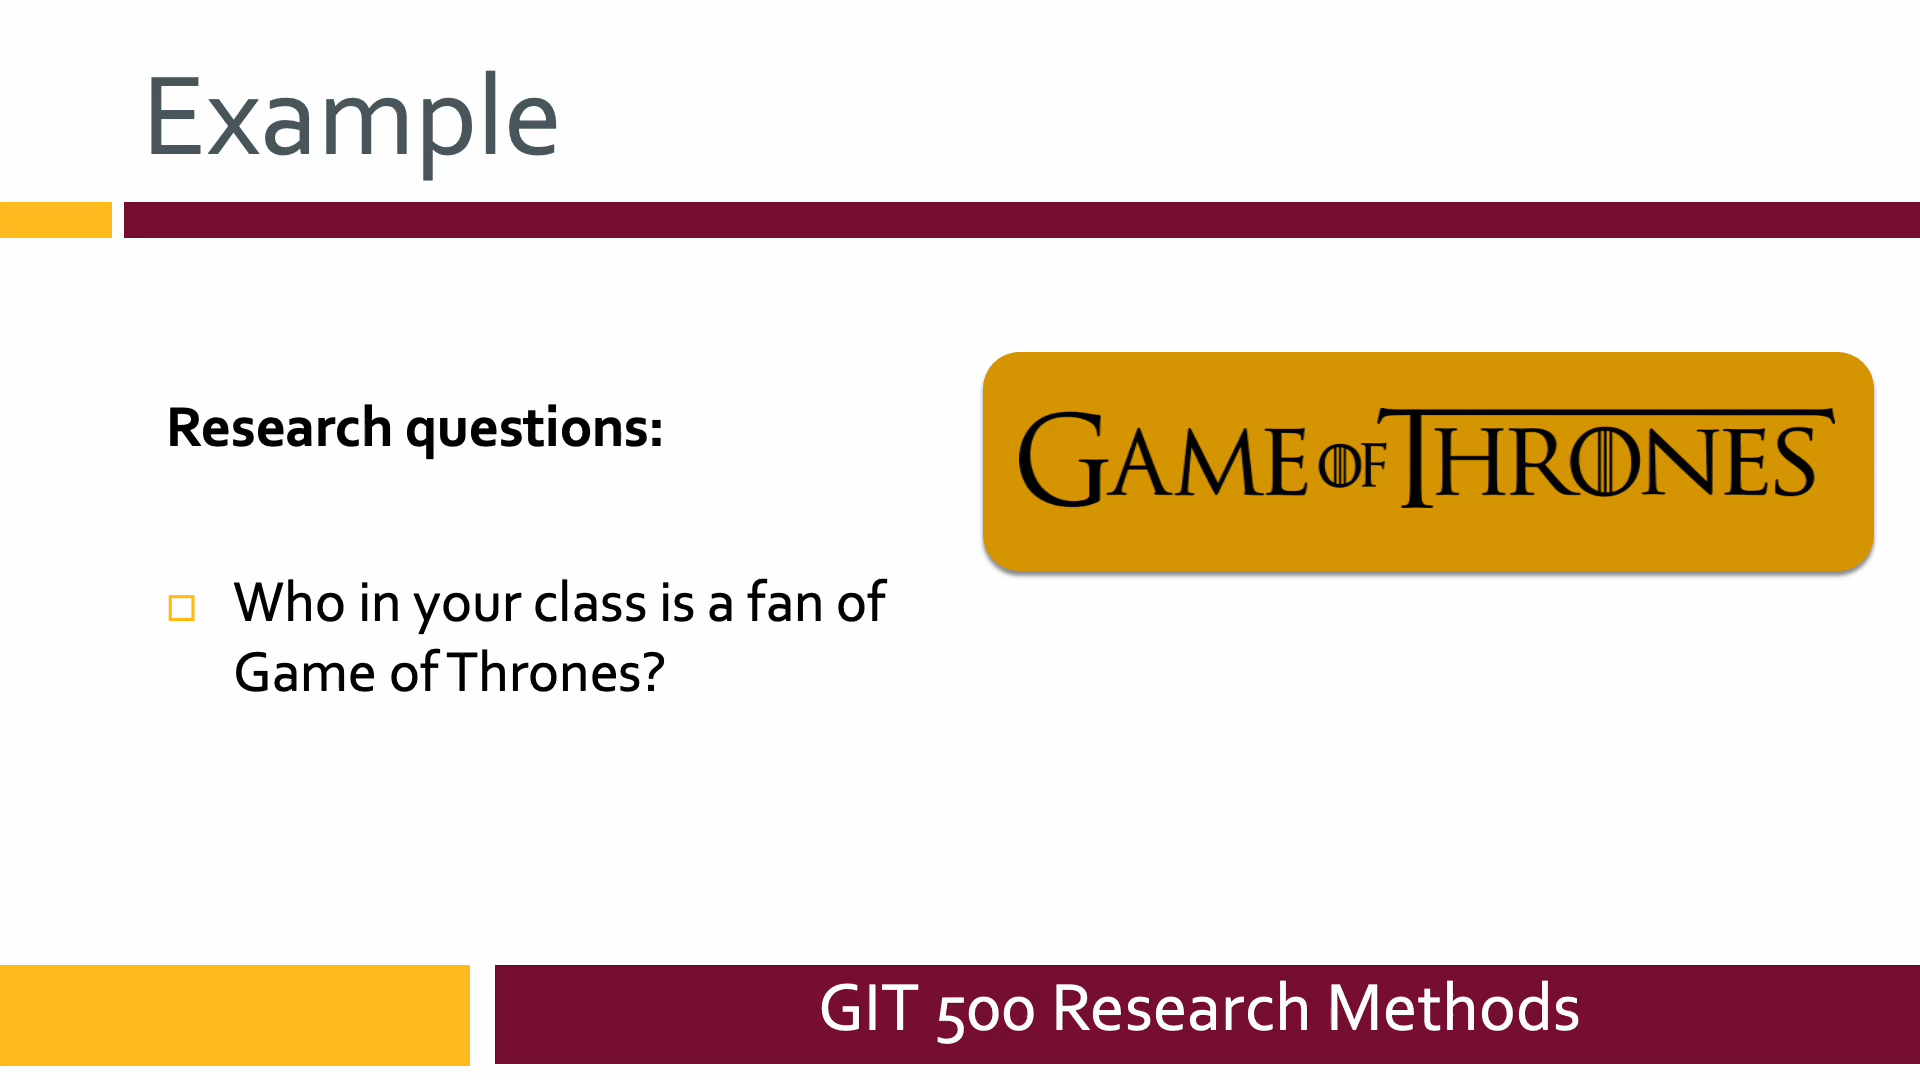 Example
Research questions:
Who in your class is a fan of
Game of Thrones?
GAME OF THRONES
GIT 500 Research Methods